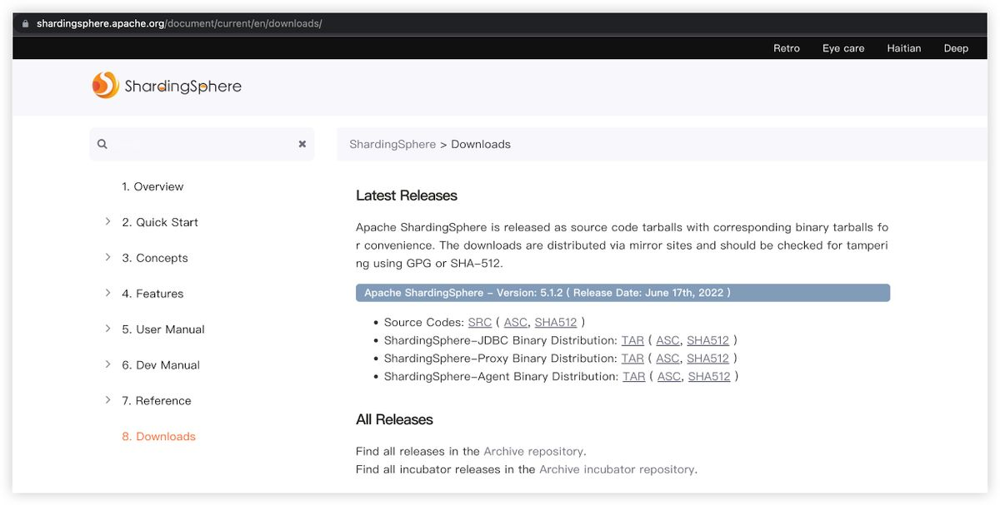 shardingsphere.apache.org/document/current/en/downloads/
Retro Eye care Haitian Deep
ShardingSphere
ShardingSphere > Downloads
1. Overview
2. Quick Start
3. Concepts
4. Features
5. User Manual
6. Dev Manual
7. Reference
8. Downloads
Latest Releases
Apache ShardingSphere is released as source code tarballs with corresponding binary tarballs fo
r convenience. The downloads are distributed via mirror sites and should be checked for tamperi
ng using GPG or SHA-512.
Apache ShardingSphere - Version: 5.1.2 ( Release Date: June 17th, 2022 )
• Source Codes: SRC ( ASC, SHA512 )
• ShardingSphere-JDBC Binary Distribution: TAR ( ASC, SHA512 )
• ShardingSphere-Proxy Binary Distribution: TAR ( ASC, SHA512 )
• ShardingSphere-Agent Binary Distribution: TAR ( ASC, SHA512 )
All Releases
Find all releases in the Archive repository.
Find all incubator releases in the Archive incubator repository.